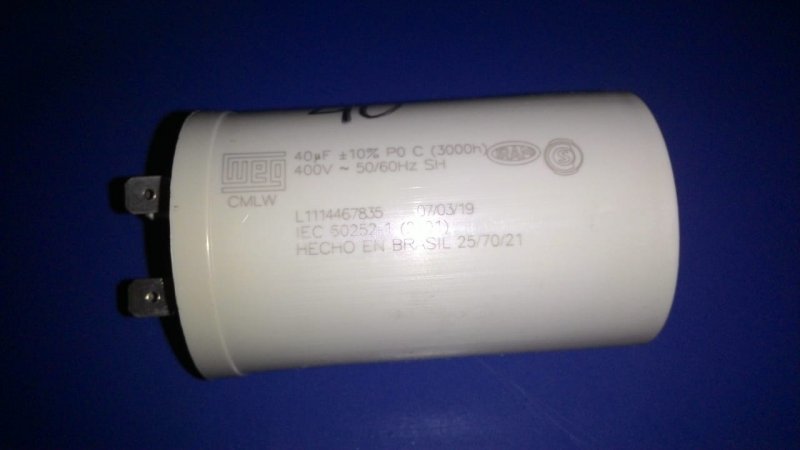 40
weg
CMLW
40µF ±10% P0 C (3000h)
400V ~ 50/60Hz SH
IRAM
S
L1114467835 07/03/19
IEC 60252-1
HECHO EN BRASIL 25/70/21